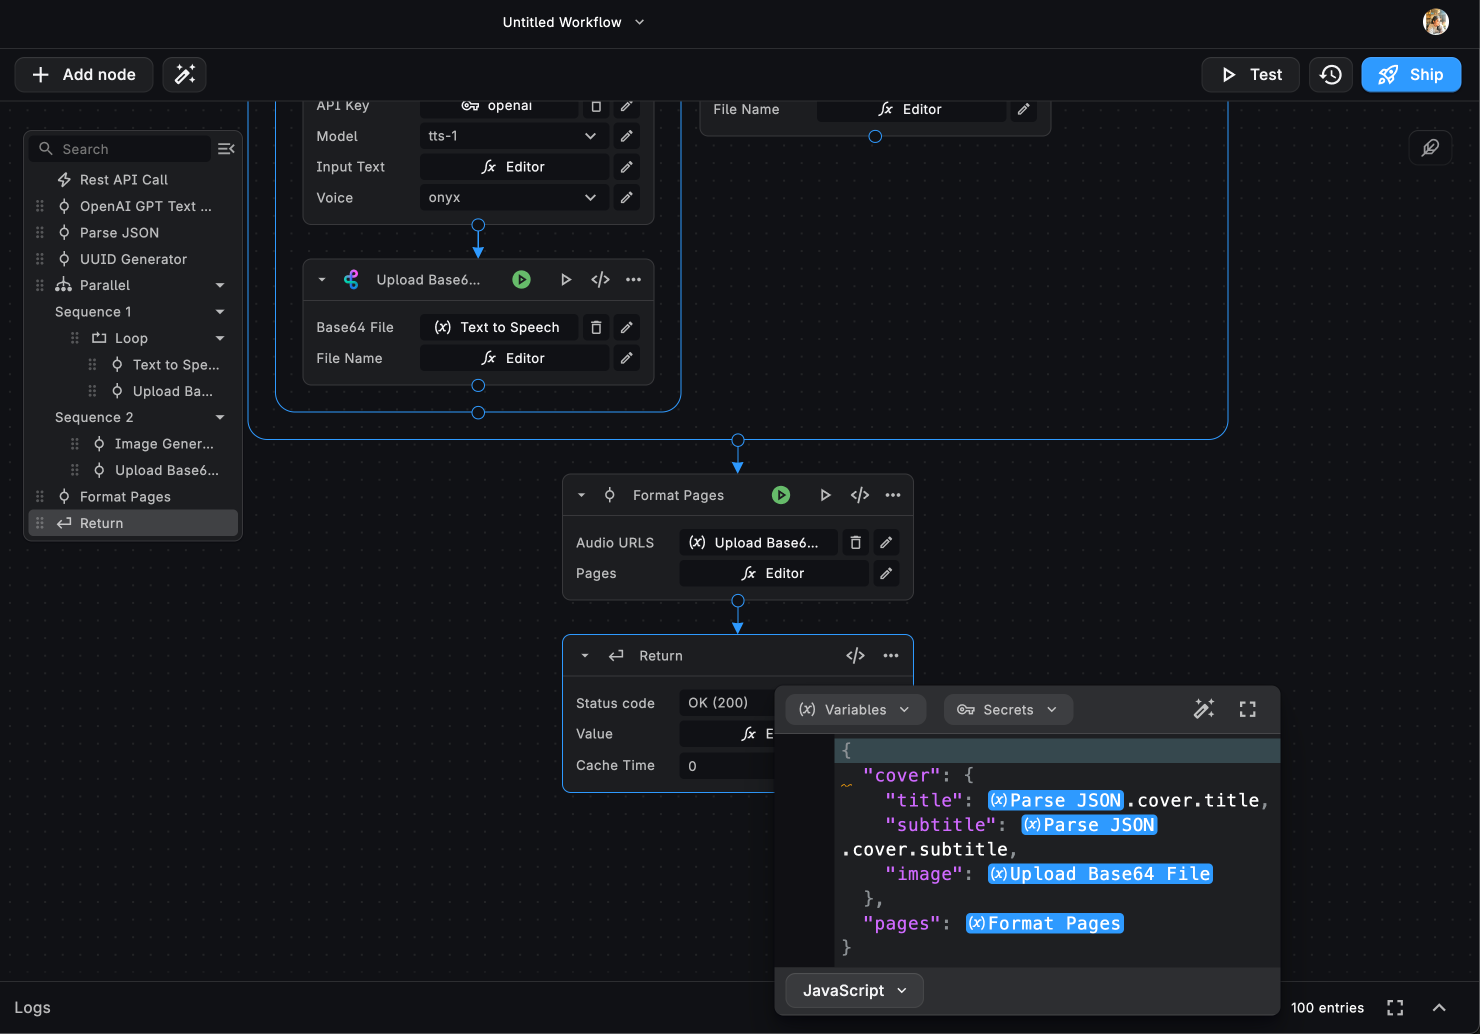 Untitled Workflow
Add node
Test
Ship
Search
Rest API Call
OpenAI GPT Text ...
Parse JSON
UUID Generator
Parallel
Sequence 1
Loop
Text to Spe...
Upload Ba...
Sequence 2
Image Gener...
Upload Base6...
Format Pages
Return
API Key openai
Model tts-1
Input Text Editor
Voice onyx
File Name Editor
Upload Base6...
Base64 File (x) Text to Speech
File Name Editor
Format Pages
Audio URLS (x) Upload Base6...
Pages Editor
Return
Status code OK (200)
Value E
Cache Time 0
(x) Variables Secrets
{
"cover": {
"title": (x)Parse JSON.cover.title,
"subtitle": (x)Parse JSON
.cover.subtitle,
"image": (x)Upload Base64 File
},
"pages": (x)Format Pages
}
JavaScript
Logs
100 entries